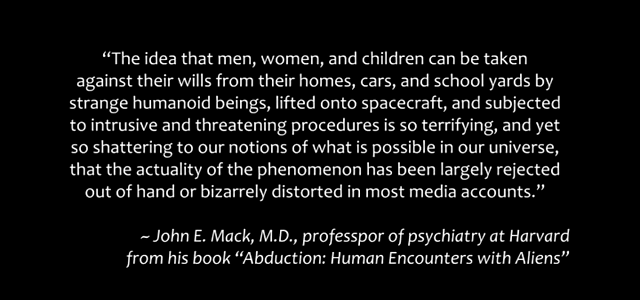 “The idea that men, women, and children can be taken
against their wills from their homes, cars, and school yards by
strange humanoid beings, lifted onto spacecraft, and subjected
to intrusive and threatening procedures is so terrifying, and yet
so shattering to our notions of what is possible in our universe,
that the actuality of the phenomenon has been largely rejected
out of hand or bizarrely distorted in most media accounts.”
~ John E. Mack, M.D., professpor of psychiatry at Harvard
from his book “Abduction: Human Encounters with Aliens”